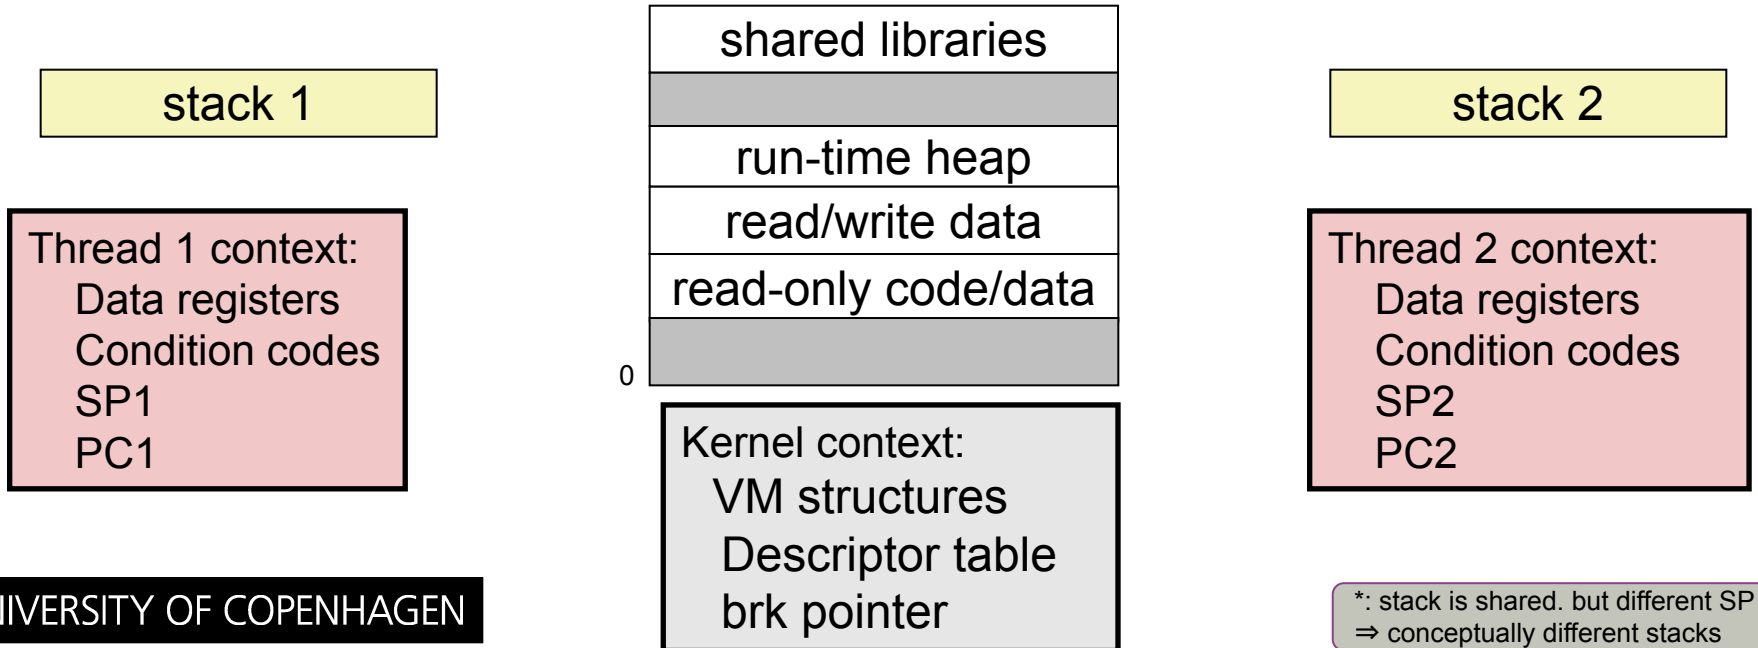 stack 1
Thread 1 context:
Data registers
Condition codes
SP1
PC1
shared libraries
run-time heap
read/write data
read-only code/data
0
Kernel context:
VM structures
Descriptor table
brk pointer
stack 2
Thread 2 context:
Data registers
Condition codes
SP2
PC2
NIVERSITY OF COPENHAGEN
*: stack is shared. but different SP
⇒ conceptually different stacks